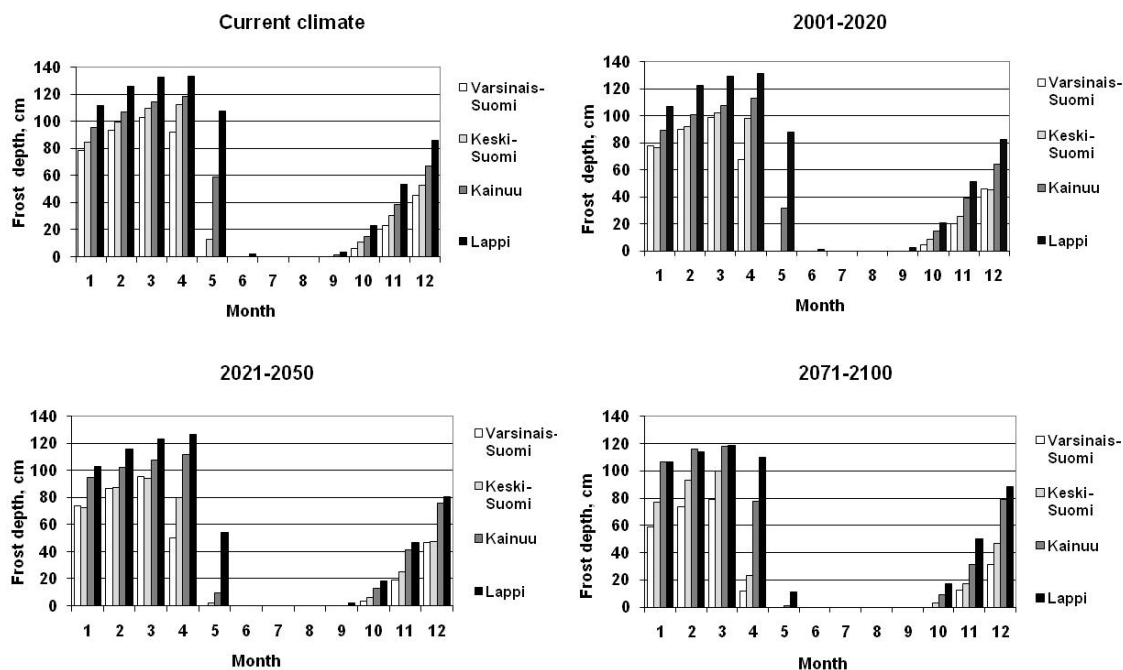 Current climate
140
120
100
80
60
40
20
0
Frost depth, cm
1 2 3 4 5 6 7 8 9 10 11 12
Month
Varsinais-
Suomi
Keski-
Suomi
Kainuu
Lappi
2001-2020
140
120
100
80
60
40
20
0
Frost depth, cm
1 2 3 4 5 6 7 8 9 10 11 12
Month
Varsinais-
Suomi
Keski-
Suomi
Kainuu
Lappi
2021-2050
140
120
100
80
60
40
20
0
Frost depth, cm
1 2 3 4 5 6 7 8 9 10 11 12
Month
Varsinais-
Suomi
Keski-
Suomi
Kainuu
Lappi
2071-2100
140
120
100
80
60
40
20
0
Frost depth, cm
1 2 3 4 5 6 7 8 9 10 11 12
Month
Varsinais-
Suomi
Keski-
Suomi
Kainuu
Lappi